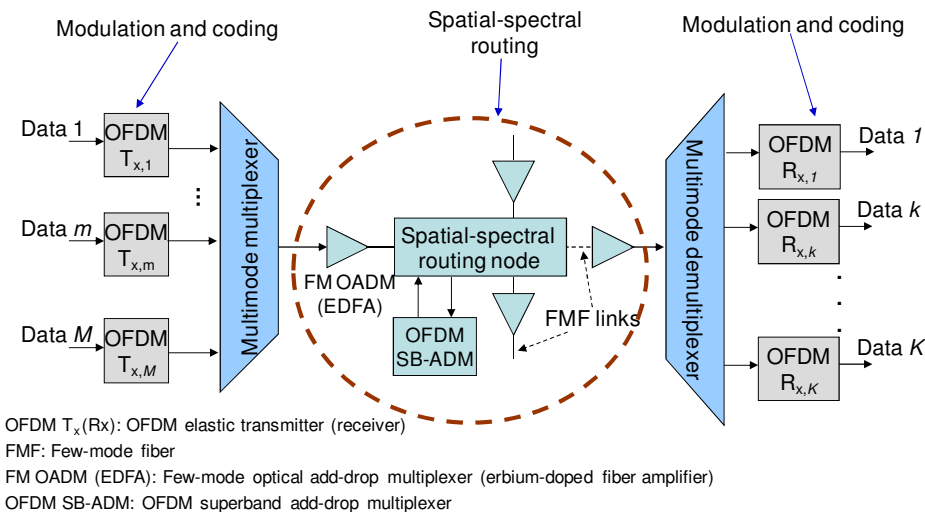 Modulation and coding
Spatial-spectral
routing
Modulation and coding
Data 1
OFDM
Tx,1
...
Data m
OFDM
Tx,m
Data M
OFDM
Tx,M
Multimode multiplexer
FM OADM
(EDFA)
Spatial-spectral
routing node
OFDM
SB-ADM
FMF links
Multimode demultiplexer
OFDM
Rx,1
Data 1
OFDM
Rx,k
Data k
.
.
.
OFDM
Rx,K
Data K
OFDM Tx(Rx): OFDM elastic transmitter (receiver)
FMF: Few-mode fiber
FM OADM (EDFA): Few-mode optical add-drop multiplexer (erbium-doped fiber amplifier)
OFDM SB-ADM: OFDM superband add-drop multiplexer